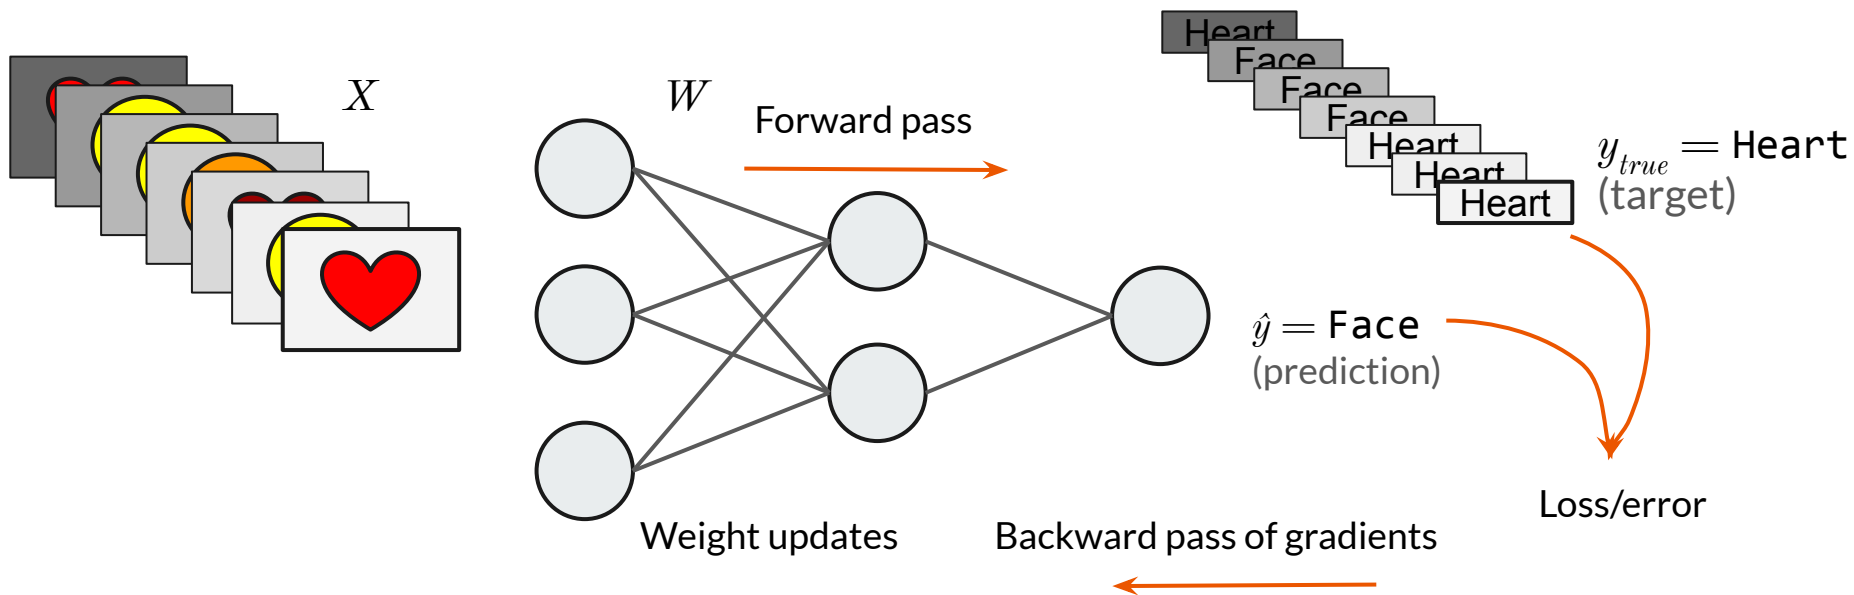 X
W
Forward pass
Heart
Face
Face
Face
Heart
Heart
Heart
y_true = Heart
(target)
ŷ = Face
(prediction)
Loss/error
Weight updates
Backward pass of gradients